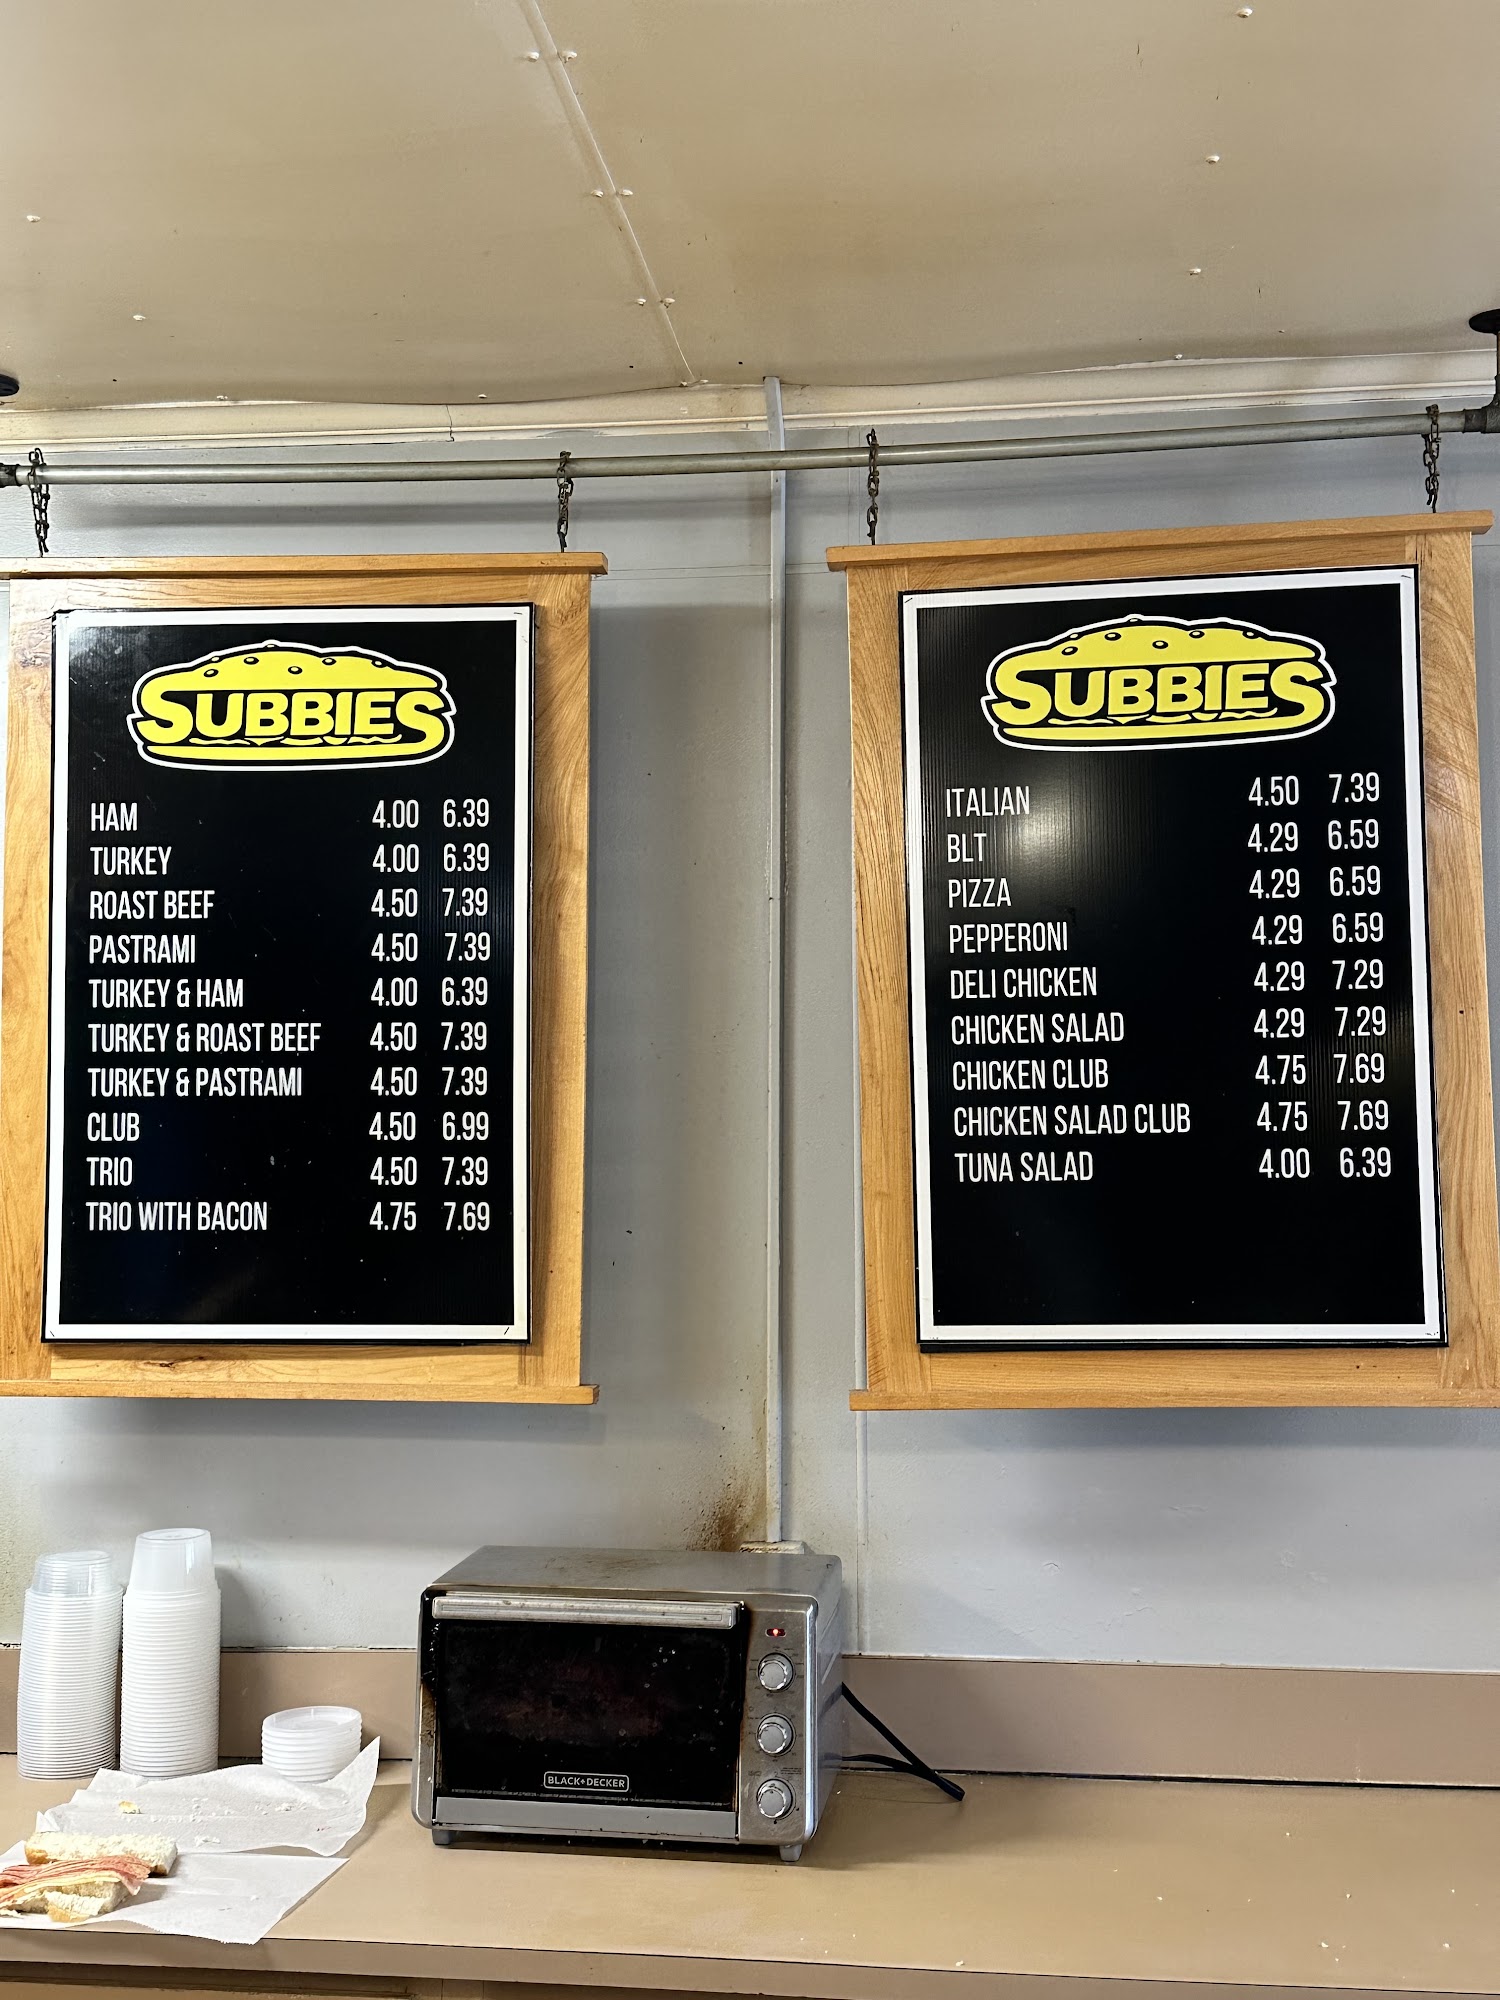 SUBBIES
HAM 4.00 6.39
TURKEY 4.00 6.39
ROAST BEEF 4.50 7.39
PASTRAMI 4.50 7.39
TURKEY & HAM 4.00 6.39
TURKEY & ROAST BEEF 4.50 7.39
TURKEY & PASTRAMI 4.50 7.39
CLUB 4.50 6.99
TRIO 4.50 7.39
TRIO WITH BACON 4.75 7.69
SUBBIES
ITALIAN 4.50 7.39
BLT 4.29 6.59
PIZZA 4.29 6.59
PEPPERONI 4.29 6.59
DELI CHICKEN 4.29 7.29
CHICKEN SALAD 4.29 7.29
CHICKEN CLUB 4.75 7.69
CHICKEN SALAD CLUB 4.75 7.69
TUNA SALAD 4.00 6.39
BLACK+DECKER